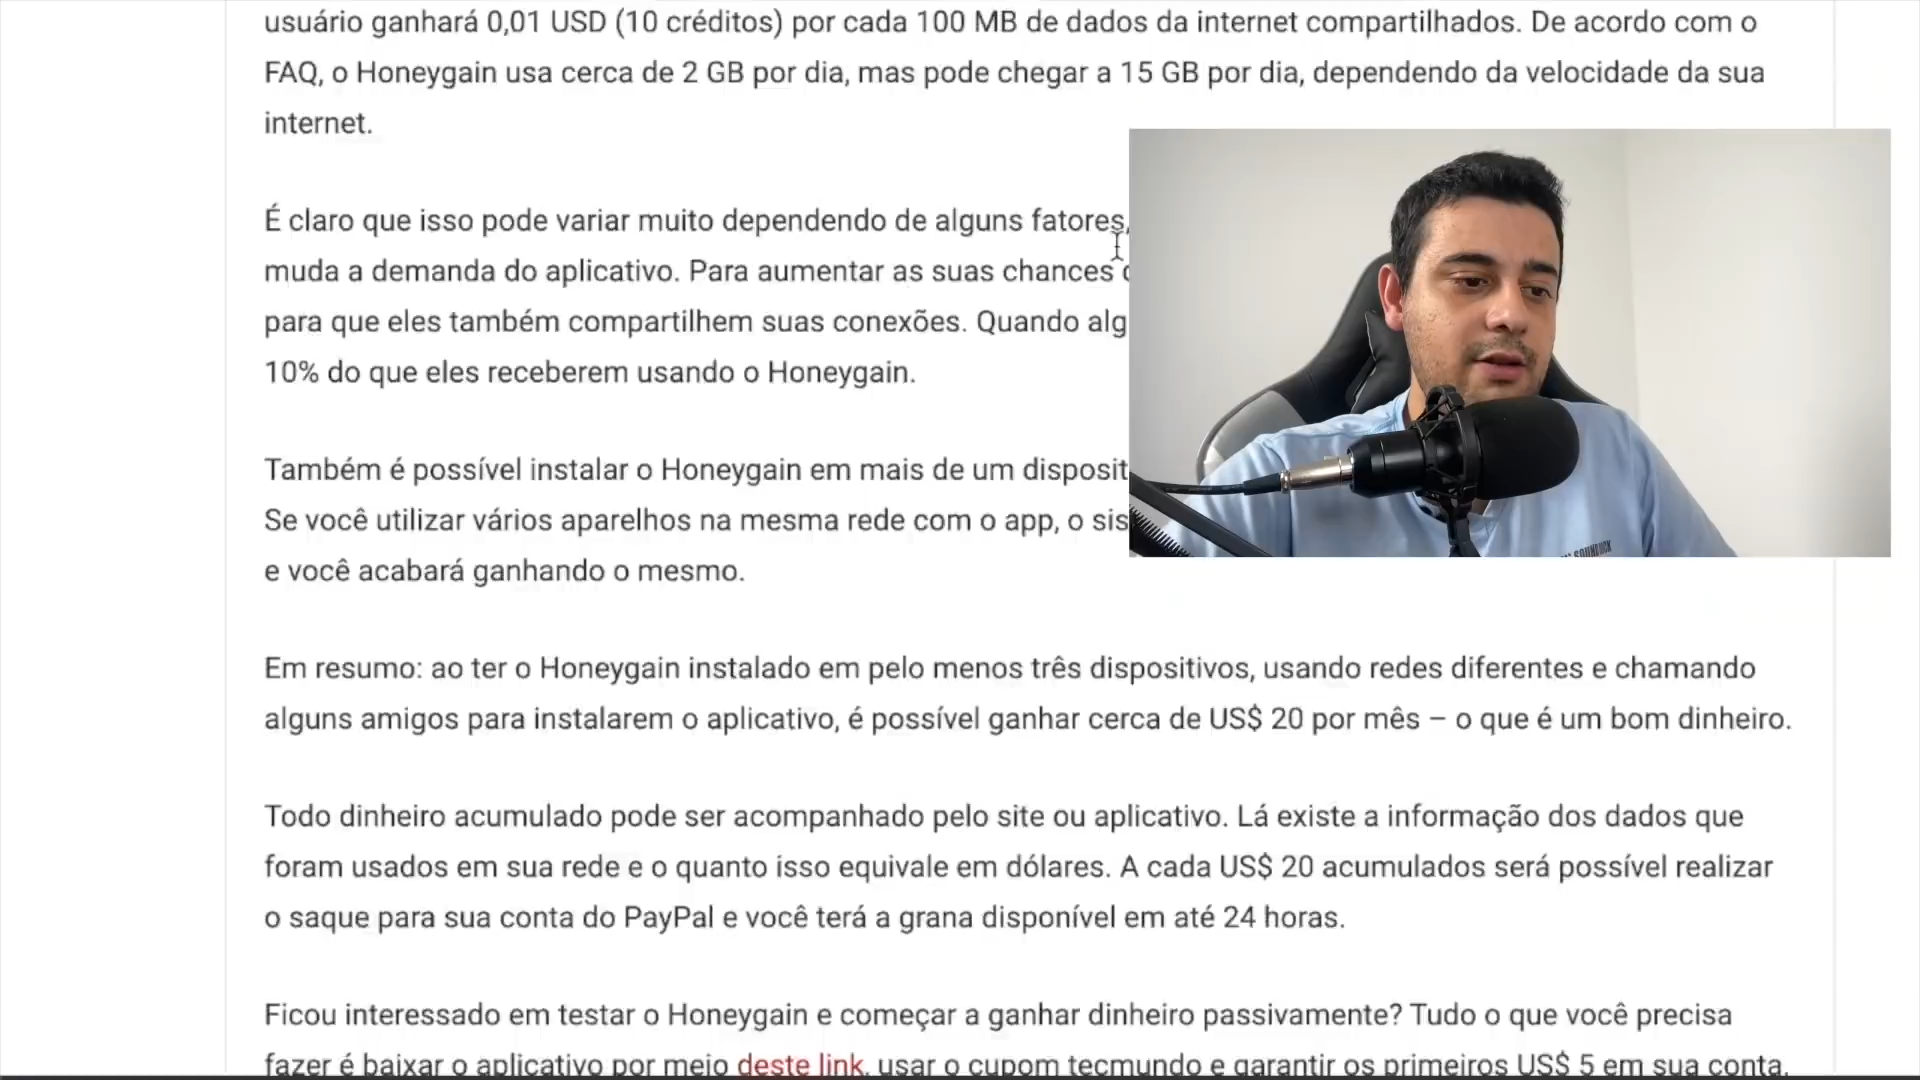 usuário ganhará 0,01 USD (10 créditos) por cada 100 MB de dados da internet compartilhados. De acordo com o
FAQ, o Honeygain usa cerca de 2 GB por dia, mas pode chegar a 15 GB por dia, dependendo da velocidade da sua
internet.
É claro que isso pode variar muito dependendo de alguns fatores,
muda a demanda do aplicativo. Para aumentar as suas chances
para que eles também compartilhem suas conexões. Quando alg
10% do que eles receberem usando o Honeygain.
Também é possível instalar o Honeygain em mais de um disposit
Se você utilizar vários aparelhos na mesma rede com o app, o sis
e você acabará ganhando o mesmo.
Em resumo: ao ter o Honeygain instalado em pelo menos três dispositivos, usando redes diferentes e chamando
alguns amigos para instalarem o aplicativo, é possível ganhar cerca de US$ 20 por mês – o que é um bom dinheiro.
Todo dinheiro acumulado pode ser acompanhado pelo site ou aplicativo. Lá existe a informação dos dados que
foram usados em sua rede e o quanto isso equivale em dólares. A cada US$ 20 acumulados será possível realizar
o saque para sua conta do PayPal e você terá a grana disponível em até 24 horas.
Ficou interessado em testar o Honeygain e começar a ganhar dinheiro passivamente? Tudo o que você precisa
fazer é baixar o aplicativo por meio deste link, usar o cupom tecmundo e garantir os primeiros US$ 5 em sua conta.